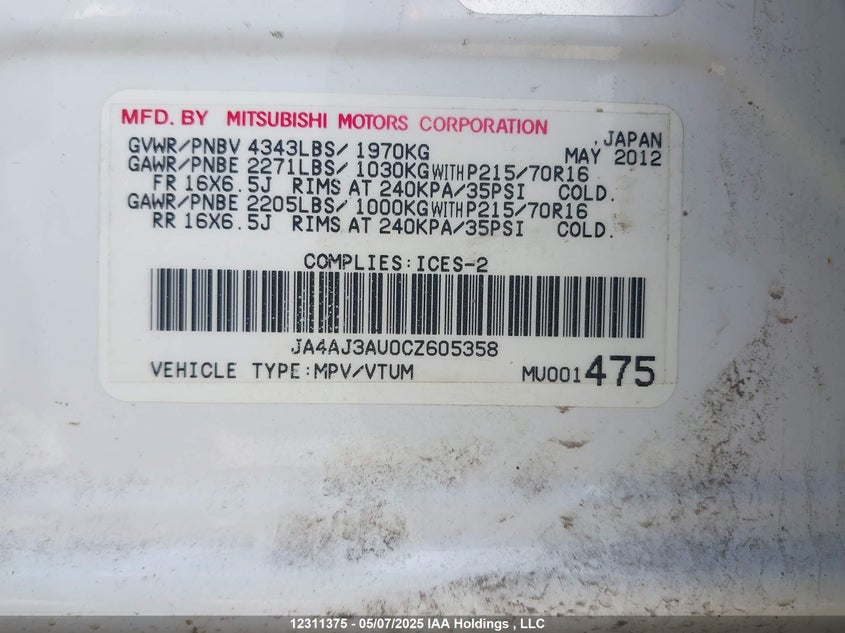 MFD. BY MITSUBISHI MOTORS CORPORATION
,JAPAN
GVWR/PNBV 4343LBS/ 1970KG MAY 2012
GAWR/PNBE 2271LBS/ 1030KG WITH P215/70R16
FR 16X6.5J RIMS AT 240KPA/35PSI COLD.
GAWR/PNBE 2205LBS/ 1000KG WITH P215/70R16
RR 16X6.5J RIMS AT 240KPA/35PSI COLD.
COMPLIES:ICES-2
JA4AJ3AU0CZ605358
VEHICLE TYPE:MPV/VTUM MU001475
12311375 - 05/07/2025 IAA Holdings , LLC